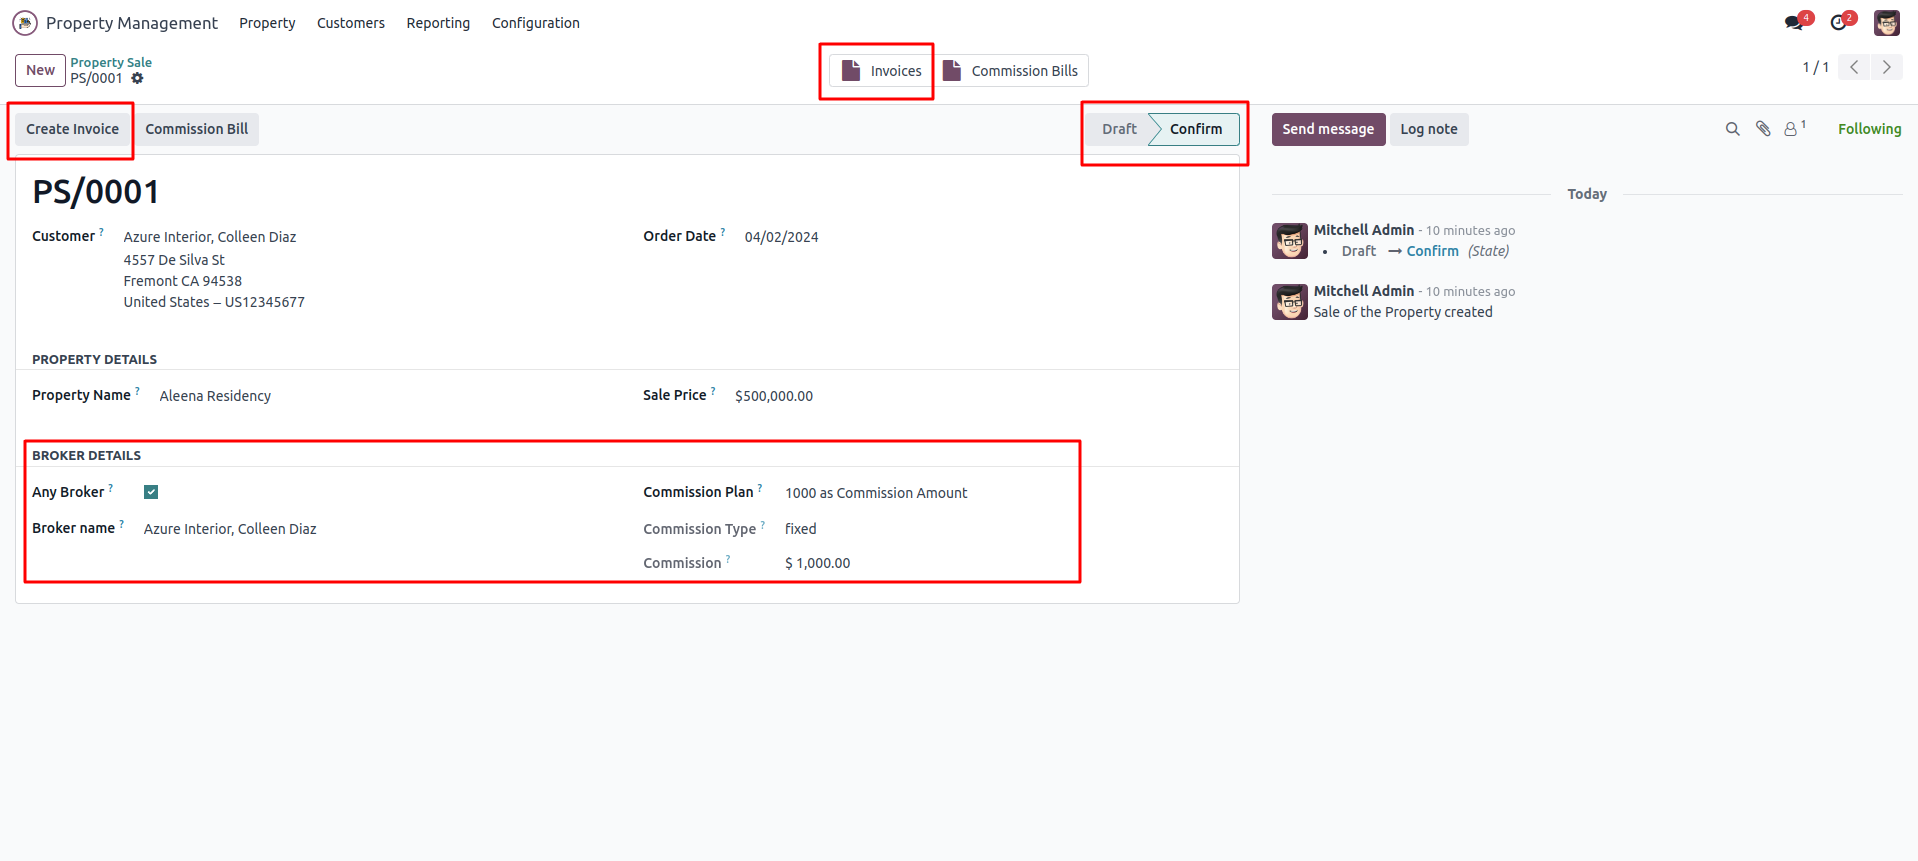 Property Management Property Customers Reporting Configuration 4 2
New Property Sale Invoices Commission Bills 1 / 1
PS/0001
Create Invoice Commission Bill Draft Confirm Send message Log note 1 Following
PS/0001
Today
Customer ? Azure Interior, Colleen Diaz Order Date ? 04/02/2024
4557 De Silva St
Fremont CA 94538
United States – US12345677
Mitchell Admin - 10 minutes ago
• Draft → Confirm (State)
Mitchell Admin - 10 minutes ago
Sale of the Property created
PROPERTY DETAILS
Property Name ? Aleena Residency Sale Price ? $500,000.00
BROKER DETAILS
Any Broker ? Commission Plan ? 1000 as Commission Amount
Broker name ? Azure Interior, Colleen Diaz Commission Type ? fixed
Commission ? $ 1,000.00